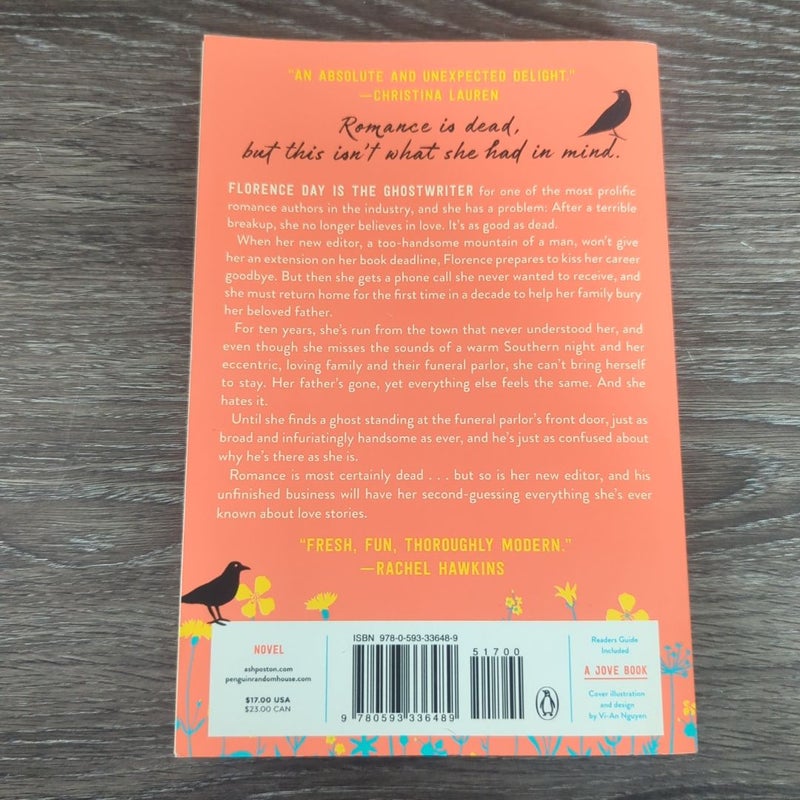 "AN ABSOLUTE AND UNEXPECTED DELIGHT."
—CHRISTINA LAUREN
Romance is dead,
but this isn't what she had in mind.
FLORENCE DAY IS THE GHOSTWRITER for one of the most prolific
romance authors in the industry, and she has a problem: After a terrible
breakup, she no longer believes in love. It's as good as dead.
When her new editor, a too-handsome mountain of a man, won't give
her an extension on her book deadline, Florence prepares to kiss her career
goodbye. But then she gets a phone call she never wanted to receive, and
she must return home for the first time in a decade to help her family bury
her beloved father.
For ten years, she's run from the town that never understood her, and
even though she misses the sounds of a warm Southern night and her
eccentric, loving family and their funeral parlor, she can't bring herself
to stay. Her father's gone, yet everything else feels the same. And she
hates it.
Until she finds a ghost standing at the funeral parlor's front door, just as
broad and infuriatingly handsome as ever, and he's just as confused about
why he's there as she is.
Romance is most certainly dead . . . but so is her new editor, and his
unfinished business will have her second-guessing everything she's ever
known about love stories.
"FRESH, FUN, THOROUGHLY MODERN."
—RACHEL HAWKINS
NOVEL
ashposton.com
penguinrandomhouse.com
$17.00 USA
$23.00 CAN
ISBN 978-0-593-33648-9
51700
9 780593 336489
Readers Guide
Included
A JOVE BOOK
Cover illustration
and design
by Vi-An Nguyen